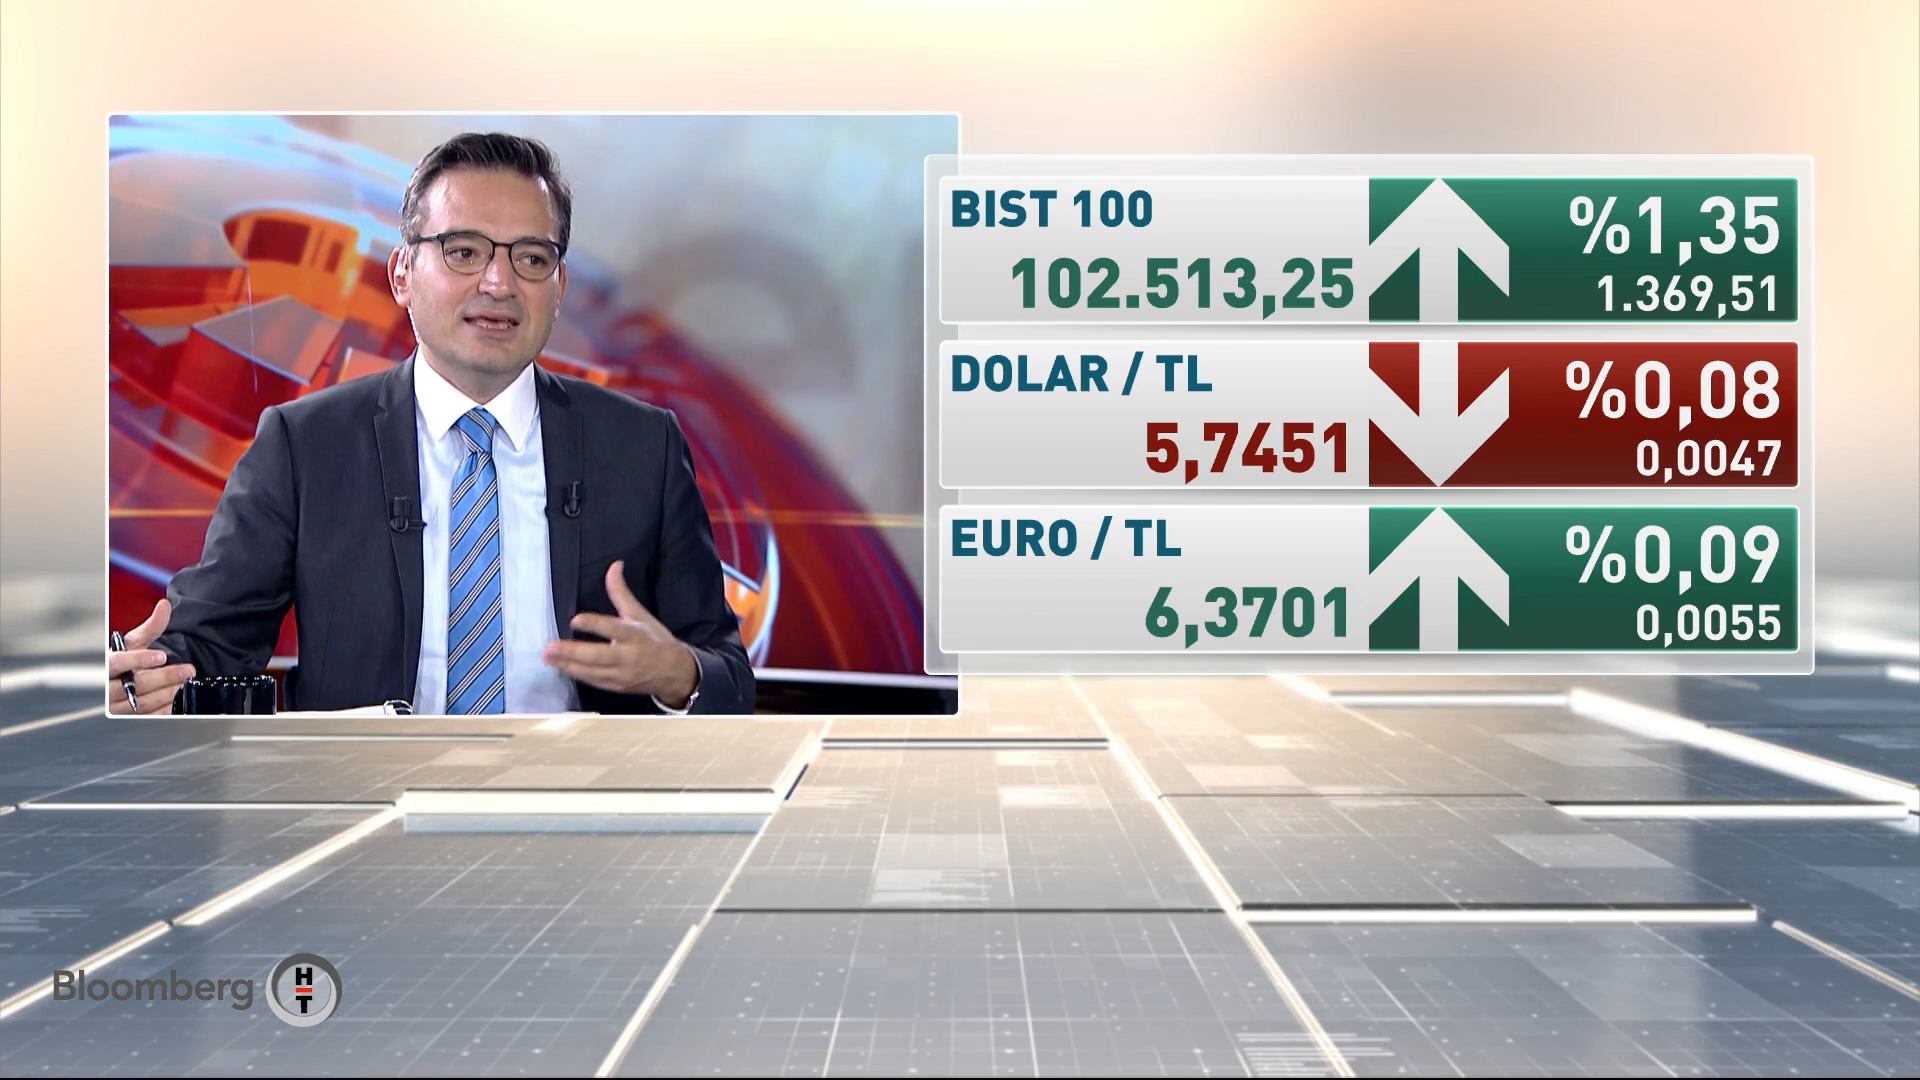 BIST 100
102.513,25
%1,35
1.369,51
DOLAR / TL
5,7451
%0,08
0,0047
EURO / TL
6,3701
%0,09
0,0055
Bloomberg HT